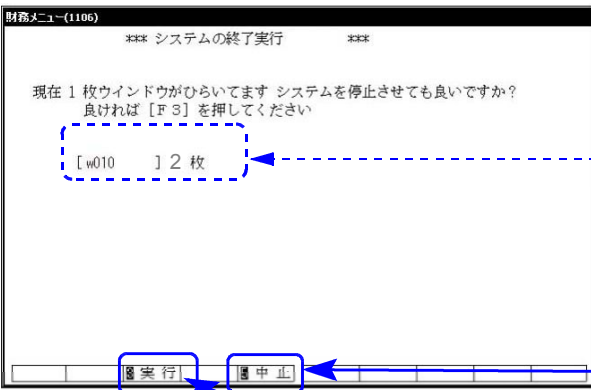 財務メニュー(1106)
*** システムの終了実行 ***
現在 1 枚ウインドウがひらいてます システムを停止させても良いですか?
良ければ [F3] を押してください
[w010 ] 2 枚
実行 中止